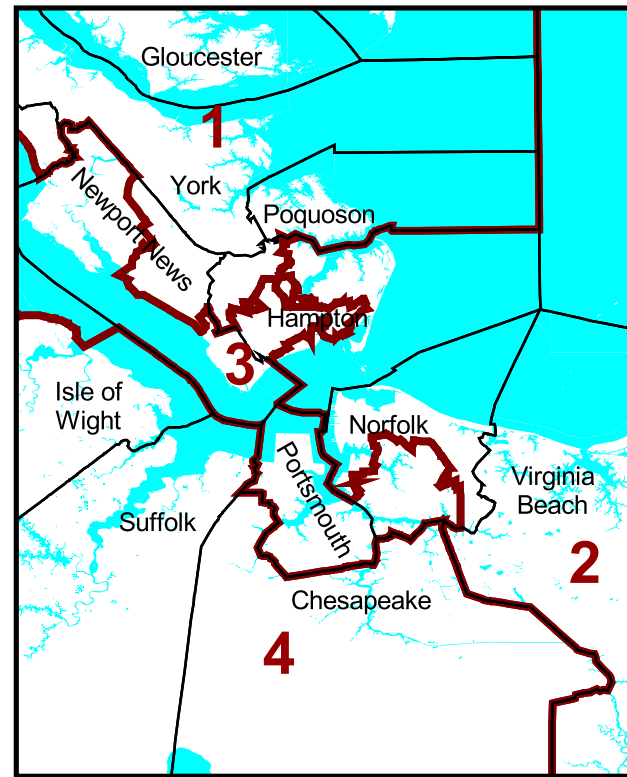 Gloucester
1
York
Newport News
Poquoson
Hampton
3
Isle of
Wight
Norfolk
Portsmouth
Virginia
Beach
Suffolk
2
Chesapeake
4